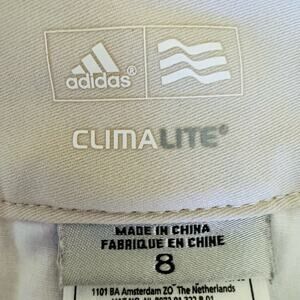 adidas®
CLIMALITE®
MADE IN CHINA
FABRIQUE EN CHINE
8
1101 BA Amsterdam ZO The Netherlands